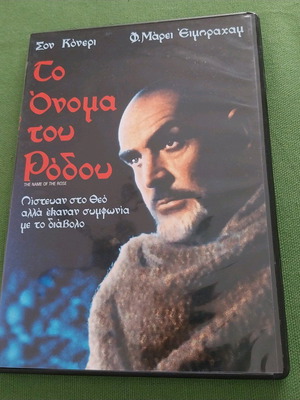 Σον Κόνερι Φ. Μάρεϊ Έιμπραχαμ
Το
Όνομα
του
Ρόδου
THE NAME OF THE ROSE
Πίστευαν στο Θεό
αλλά έκαναν συμφωνία
με το διάβολο